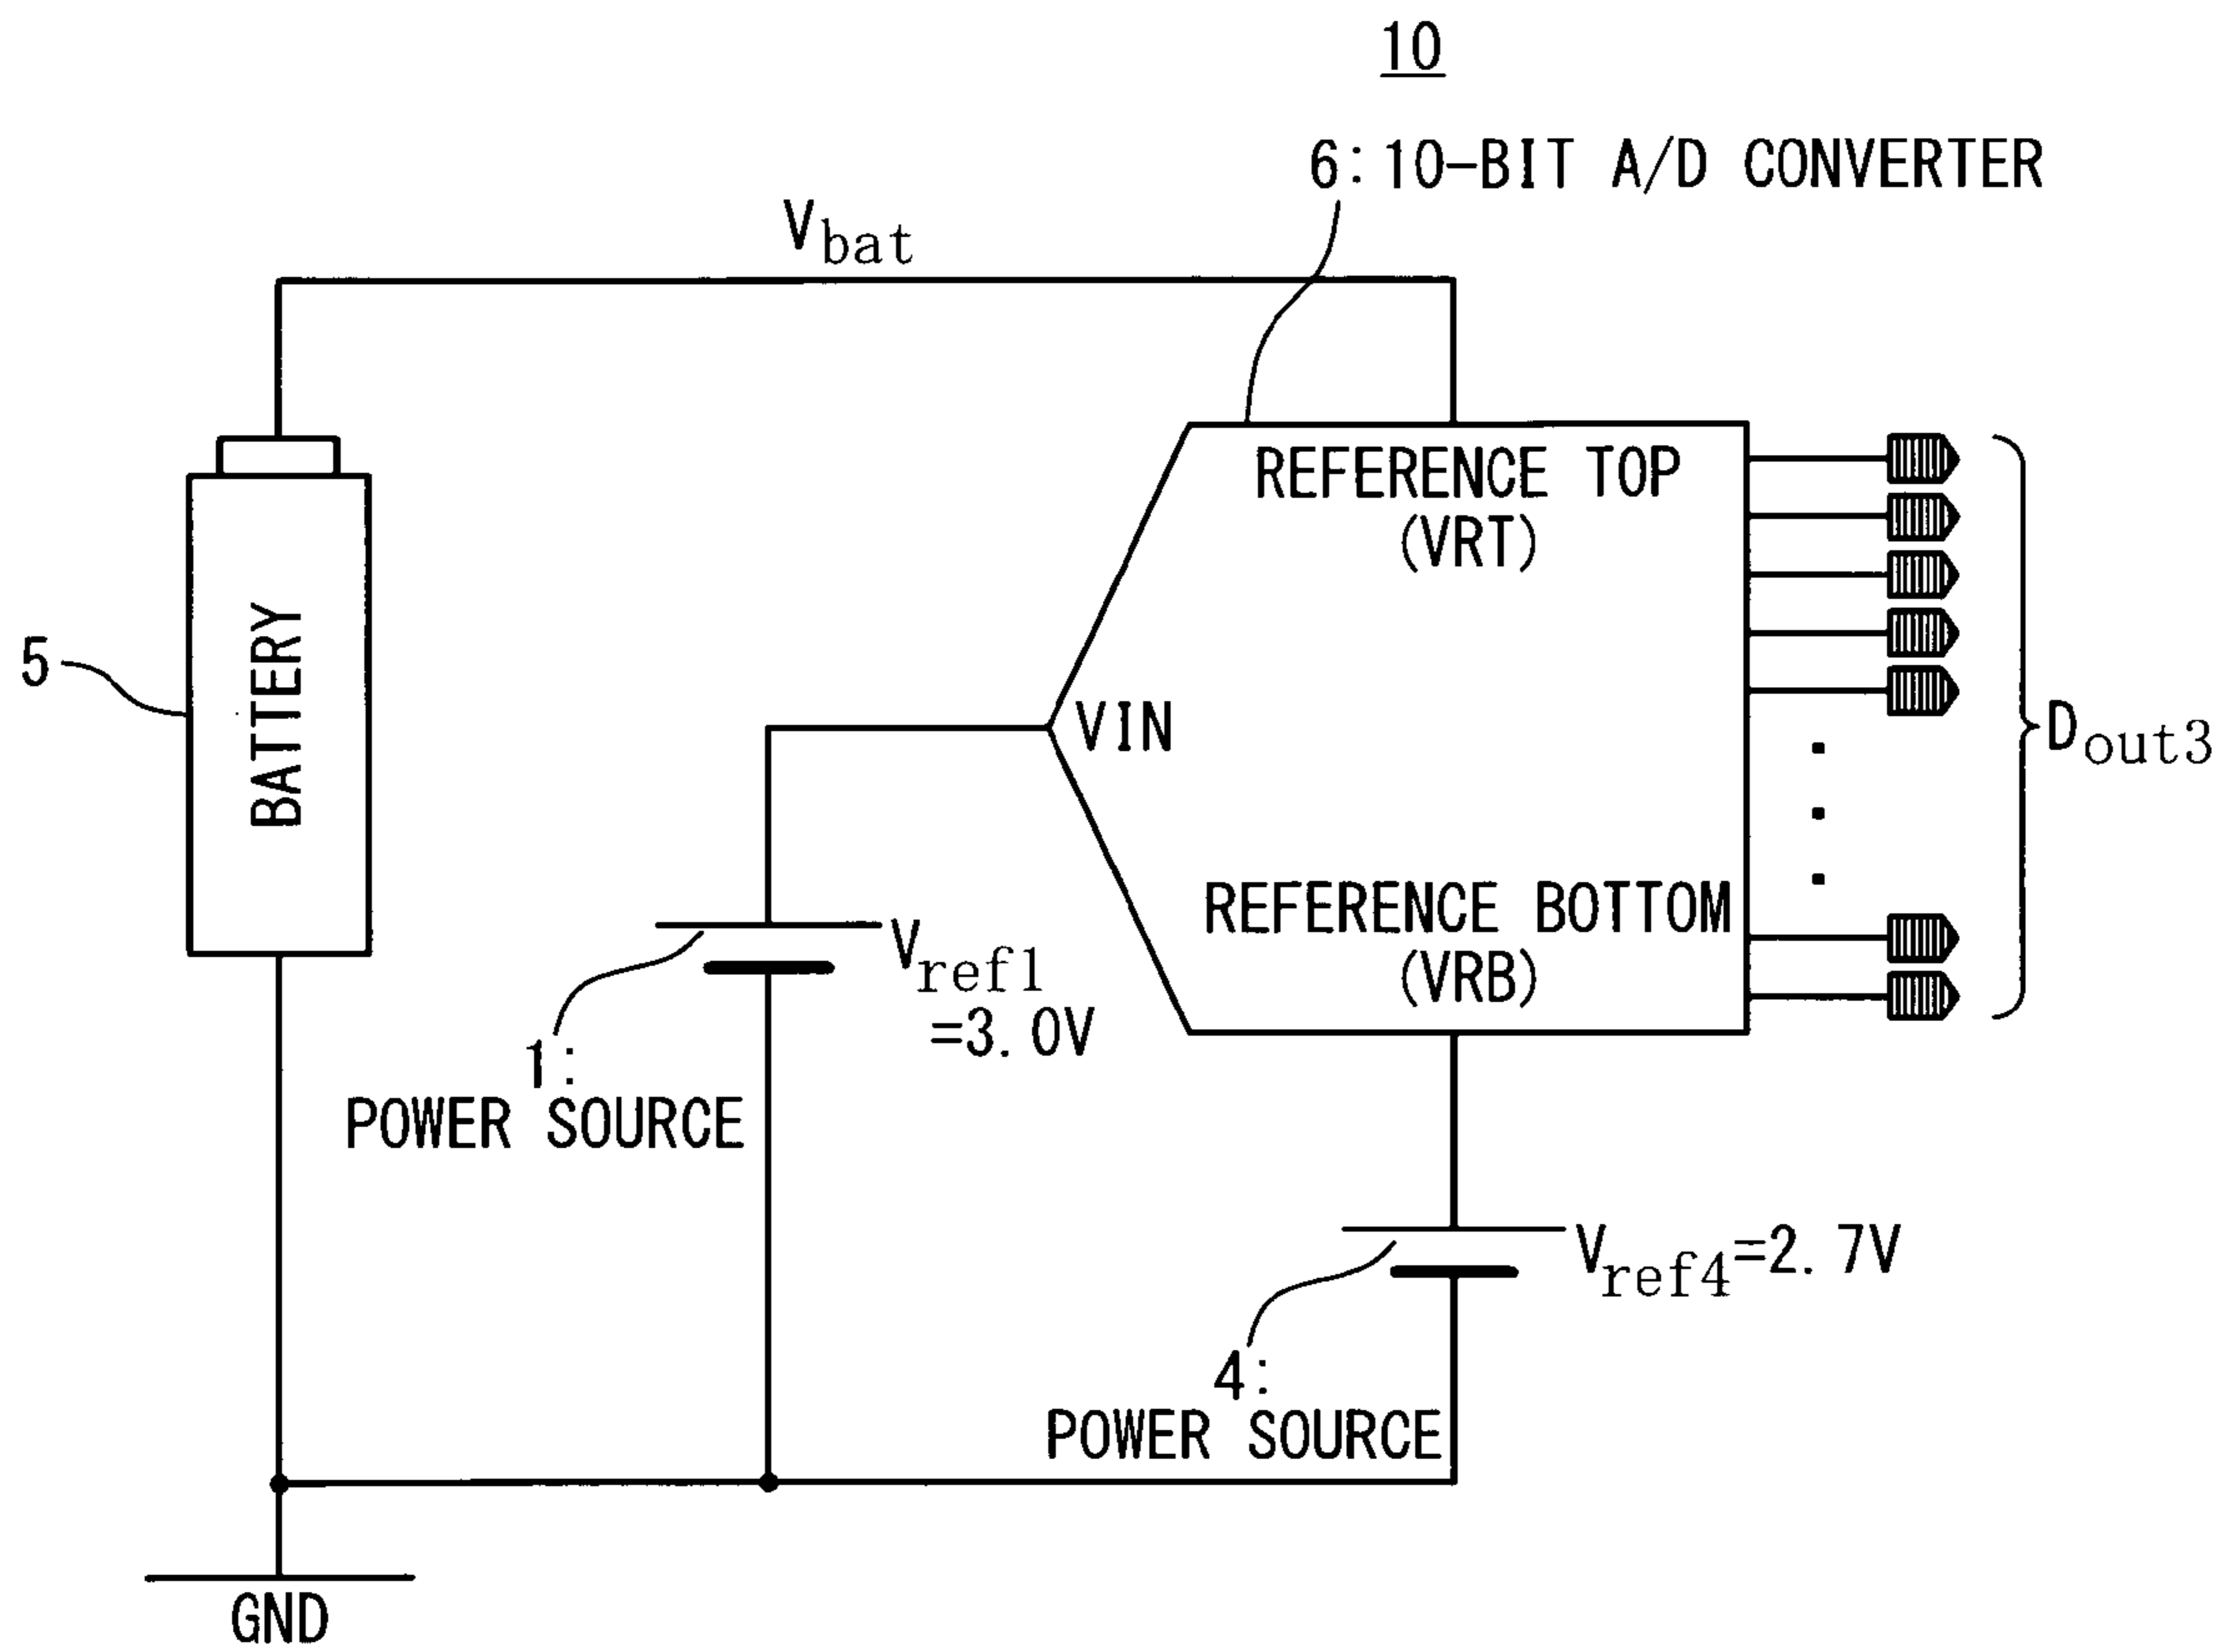 10
6:10-BIT A/D CONVERTER
Vbat
REFERENCE TOP
(VRT)
5
BATTERY
VIN
Dout3
REFERENCE BOTTOM
(VRB)
Vref1
=3.0V
1:
POWER SOURCE
Vref4=2.7V
4:
POWER SOURCE
GND